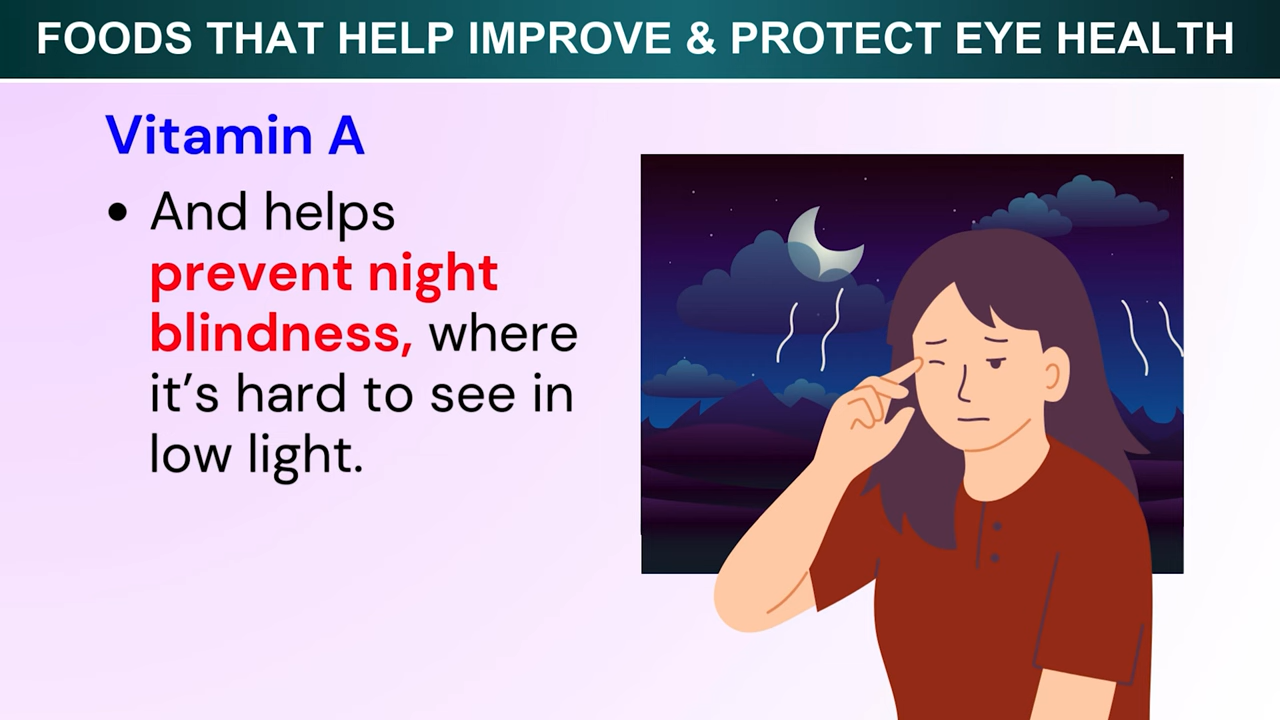 FOODS THAT HELP IMPROVE & PROTECT EYE HEALTH
Vitamin A
• And helps
prevent night
blindness, where
it’s hard to see in
low light.